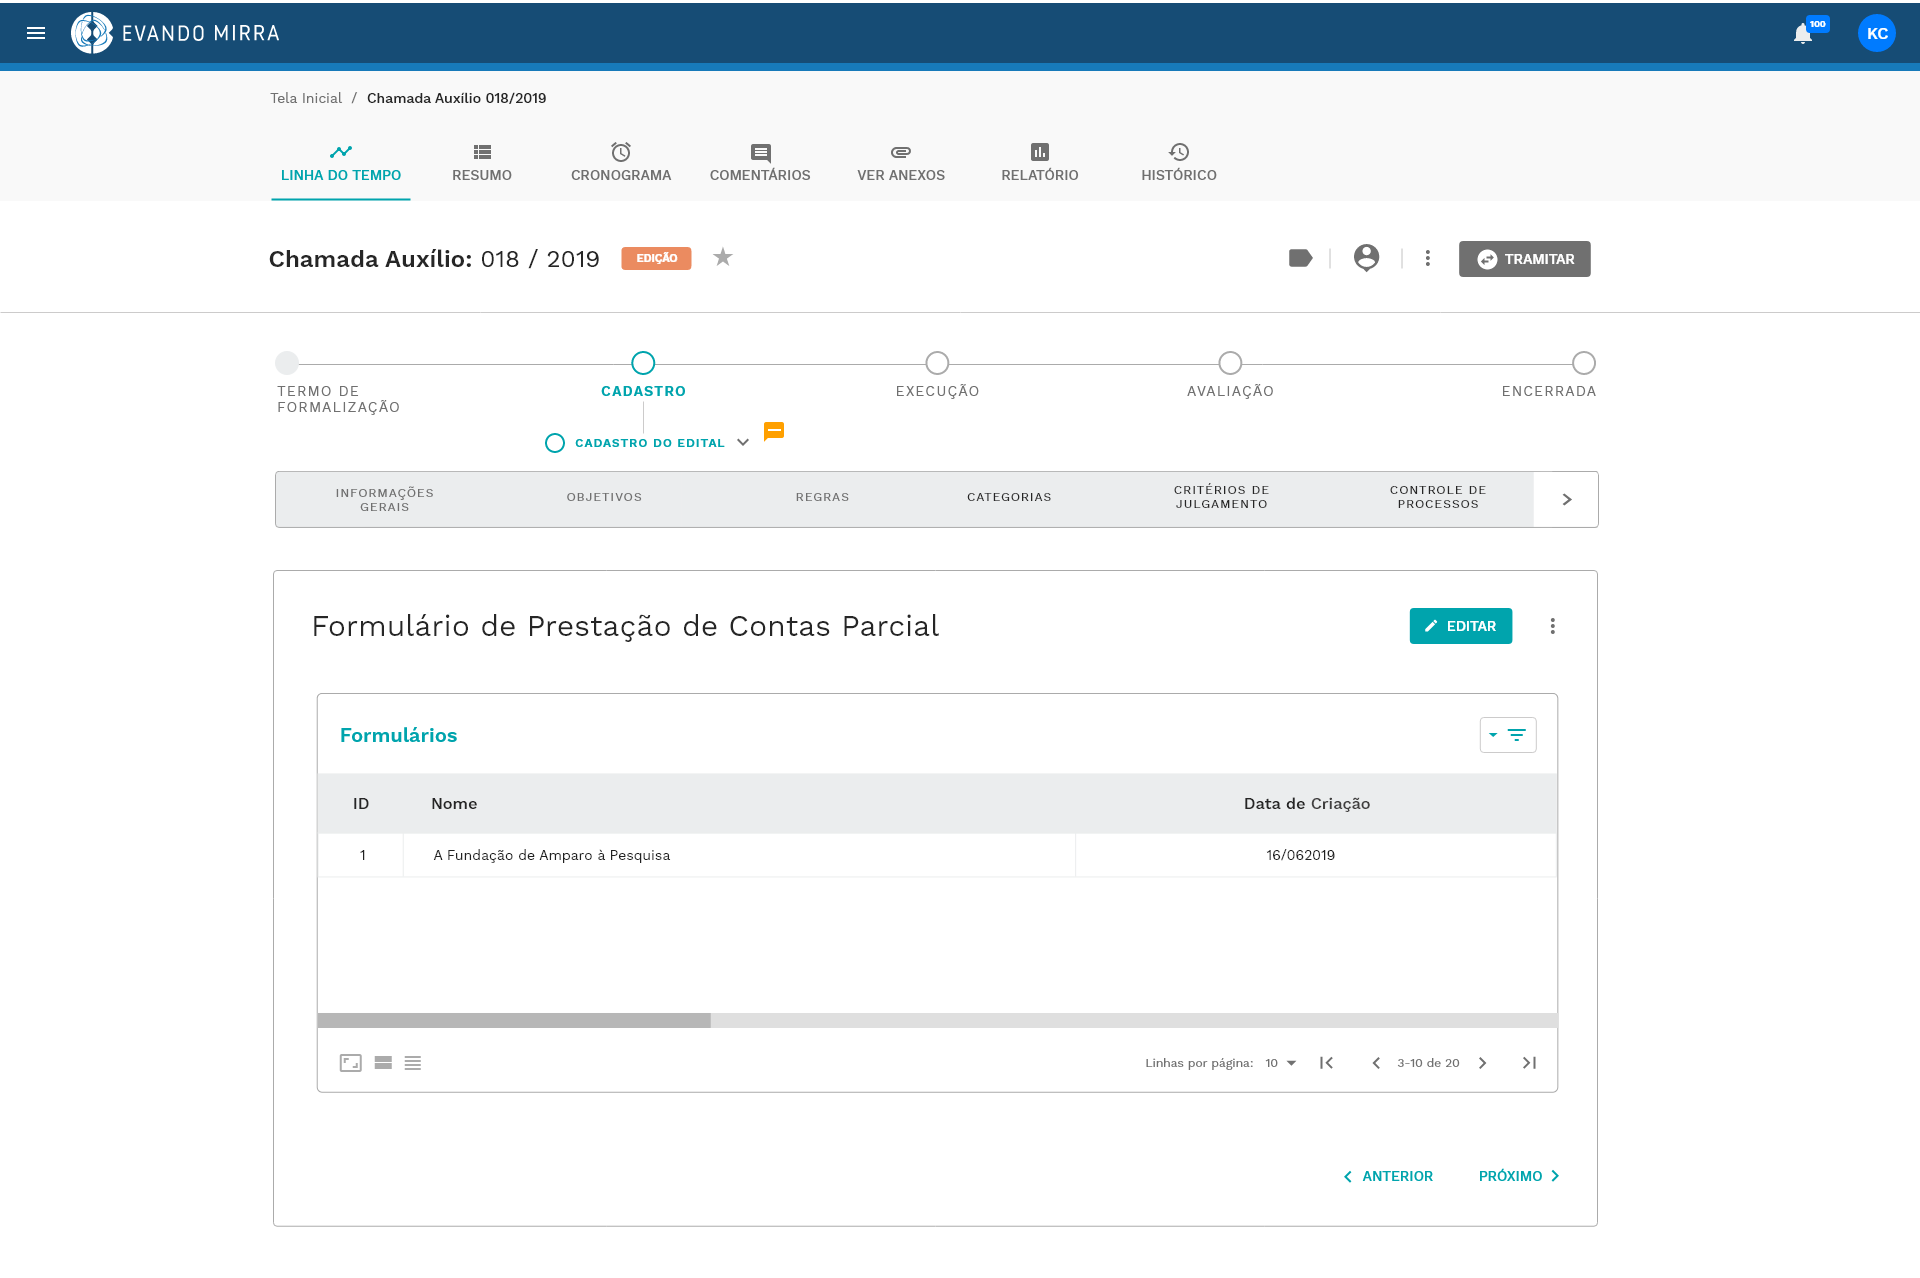 EVANDO MIRRA
100
KC
Tela Inicial / Chamada Auxílio 018/2019
LINHA DO TEMPO
RESUMO
CRONOGRAMA
COMENTÁRIOS
VER ANEXOS
RELATÓRIO
HISTÓRICO
Chamada Auxílio: 018 / 2019
EDIÇÃO
TRAMITAR
TERMO DE
FORMALIZAÇÃO
CADASTRO
EXECUÇÃO
AVALIAÇÃO
ENCERRADA
CADASTRO DO EDITAL
INFORMAÇÕES
GERAIS
OBJETIVOS
REGRAS
CATEGORIAS
CRITÉRIOS DE
JULGAMENTO
CONTROLE DE
PROCESSOS
Formulário de Prestação de Contas Parcial
EDITAR
Formulários
ID
Nome
Data de Criação
1
A Fundação de Amparo à Pesquisa
16/062019
Linhas por página: 10
3-10 de 20
ANTERIOR
PRÓXIMO